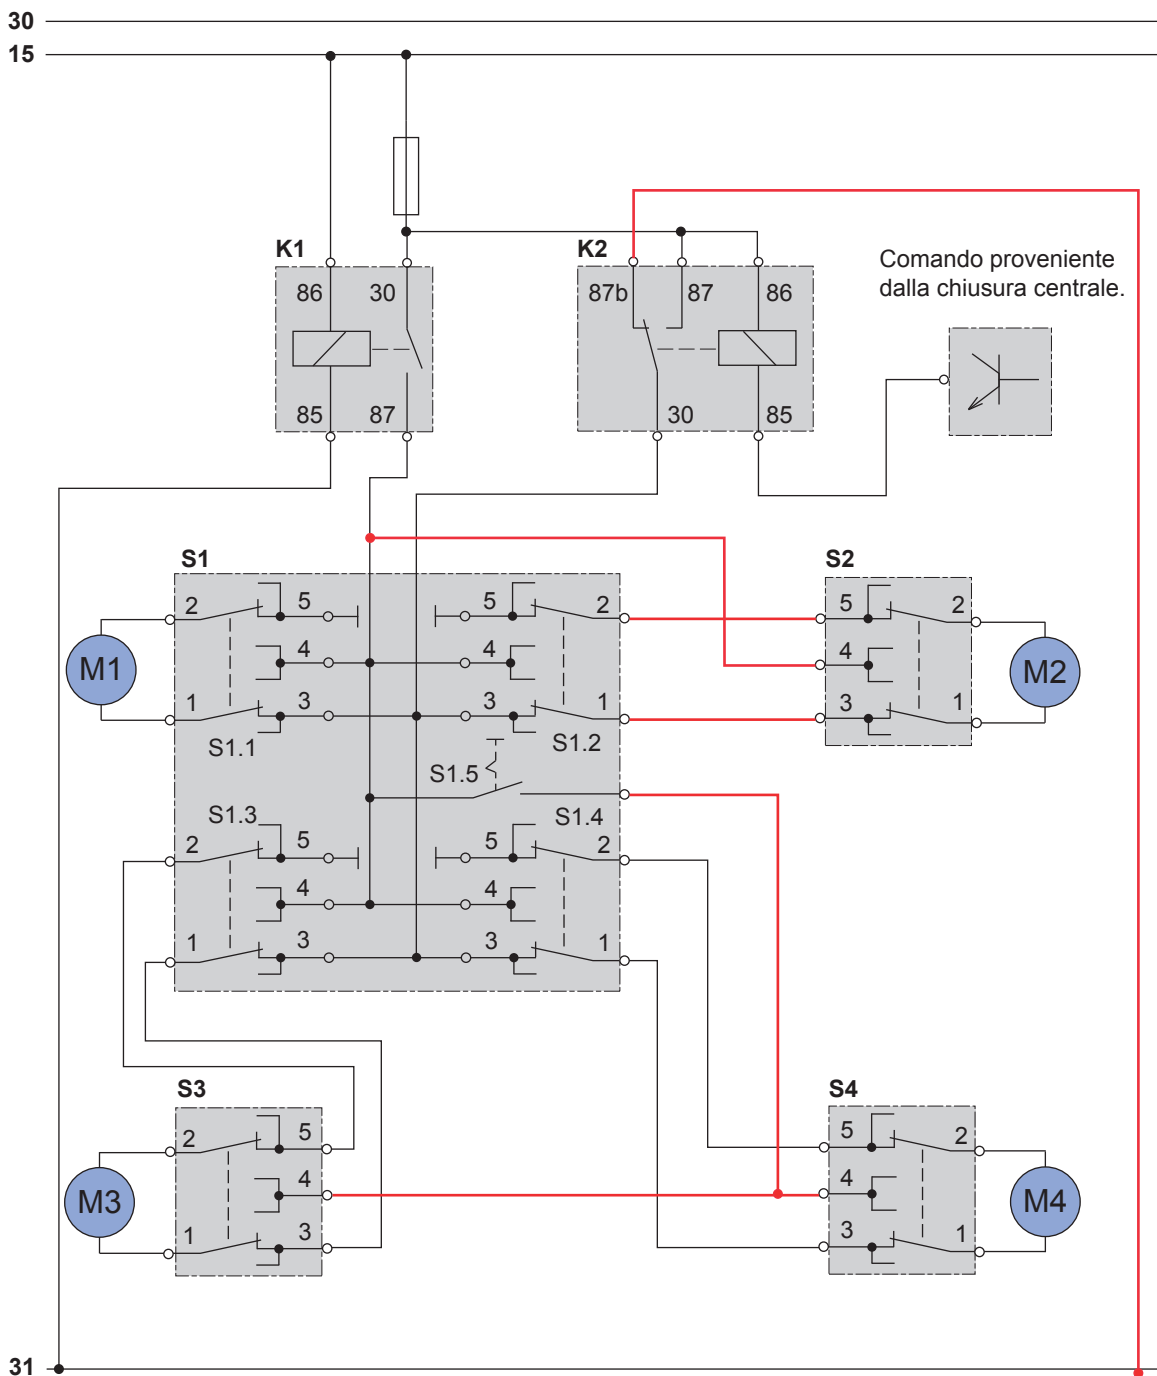 30
15
K1
K2
Comando proveniente
dalla chiusura centrale.
86 30
87b 87 86
85 87
30 85
S1
S2
2 5 5 2
5 2
4 4
4
M1
M2
1 3 3 1
3 1
S1.1 S1.2
S1.5
S1.3 S1.4
2 5 5 2
4 4
1 3 3 1
S3
S4
2 5
5 2
4
4
M3
M4
1 3
3 1
31